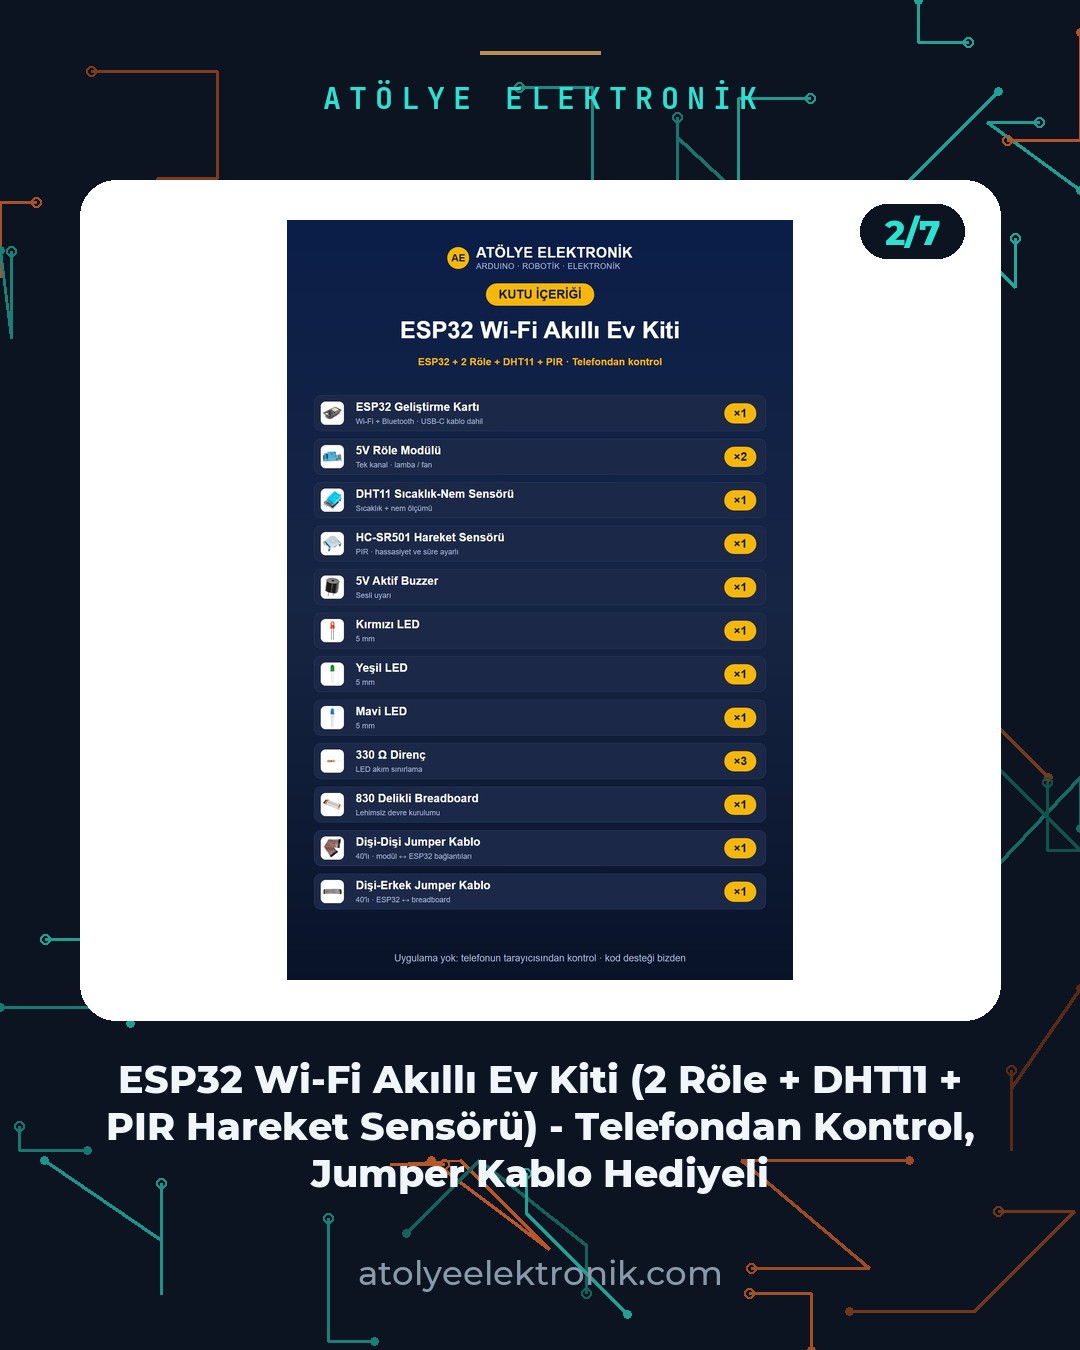 ATÖLYE ELEKTRONİK
2/7
AE
ATÖLYE ELEKTRONİK
ARDUINO · ROBOTİK · ELEKTRONİK
KUTU İÇERİĞİ
ESP32 Wi-Fi Akıllı Ev Kiti
ESP32 + 2 Röle + DHT11 + PIR · Telefondan kontrol
ESP32 Geliştirme Kartı
×1
Wi-Fi + Bluetooth · USB-C kablo dahil
5V Röle Modülü
×2
Tek kanal · lamba / fan
DHT11 Sıcaklık-Nem Sensörü
×1
Sıcaklık + nem ölçümü
HC-SR501 Hareket Sensörü
×1
PIR · hassasiyet ve süre ayarlı
5V Aktif Buzzer
×1
Sesli uyarı
Kırmızı LED
×1
5 mm
Yeşil LED
×1
5 mm
Mavi LED
×1
5 mm
330 Ω Direnç
×3
LED akım sınırlama
830 Delikli Breadboard
×1
Lehimsiz devre kurulumu
Dişi-Dişi Jumper Kablo
×1
40'lı · modül ↔ ESP32 bağlantıları
Dişi-Erkek Jumper Kablo
×1
40'lı · ESP32 ↔ breadboard
Uygulama yok: telefonun tarayıcısından kontrol · kod desteği bizden
ESP32 Wi-Fi Akıllı Ev Kiti (2 Röle + DHT11 +
PIR Hareket Sensörü) - Telefondan Kontrol,
Jumper Kablo Hediyeli
atolyeelektronik.com